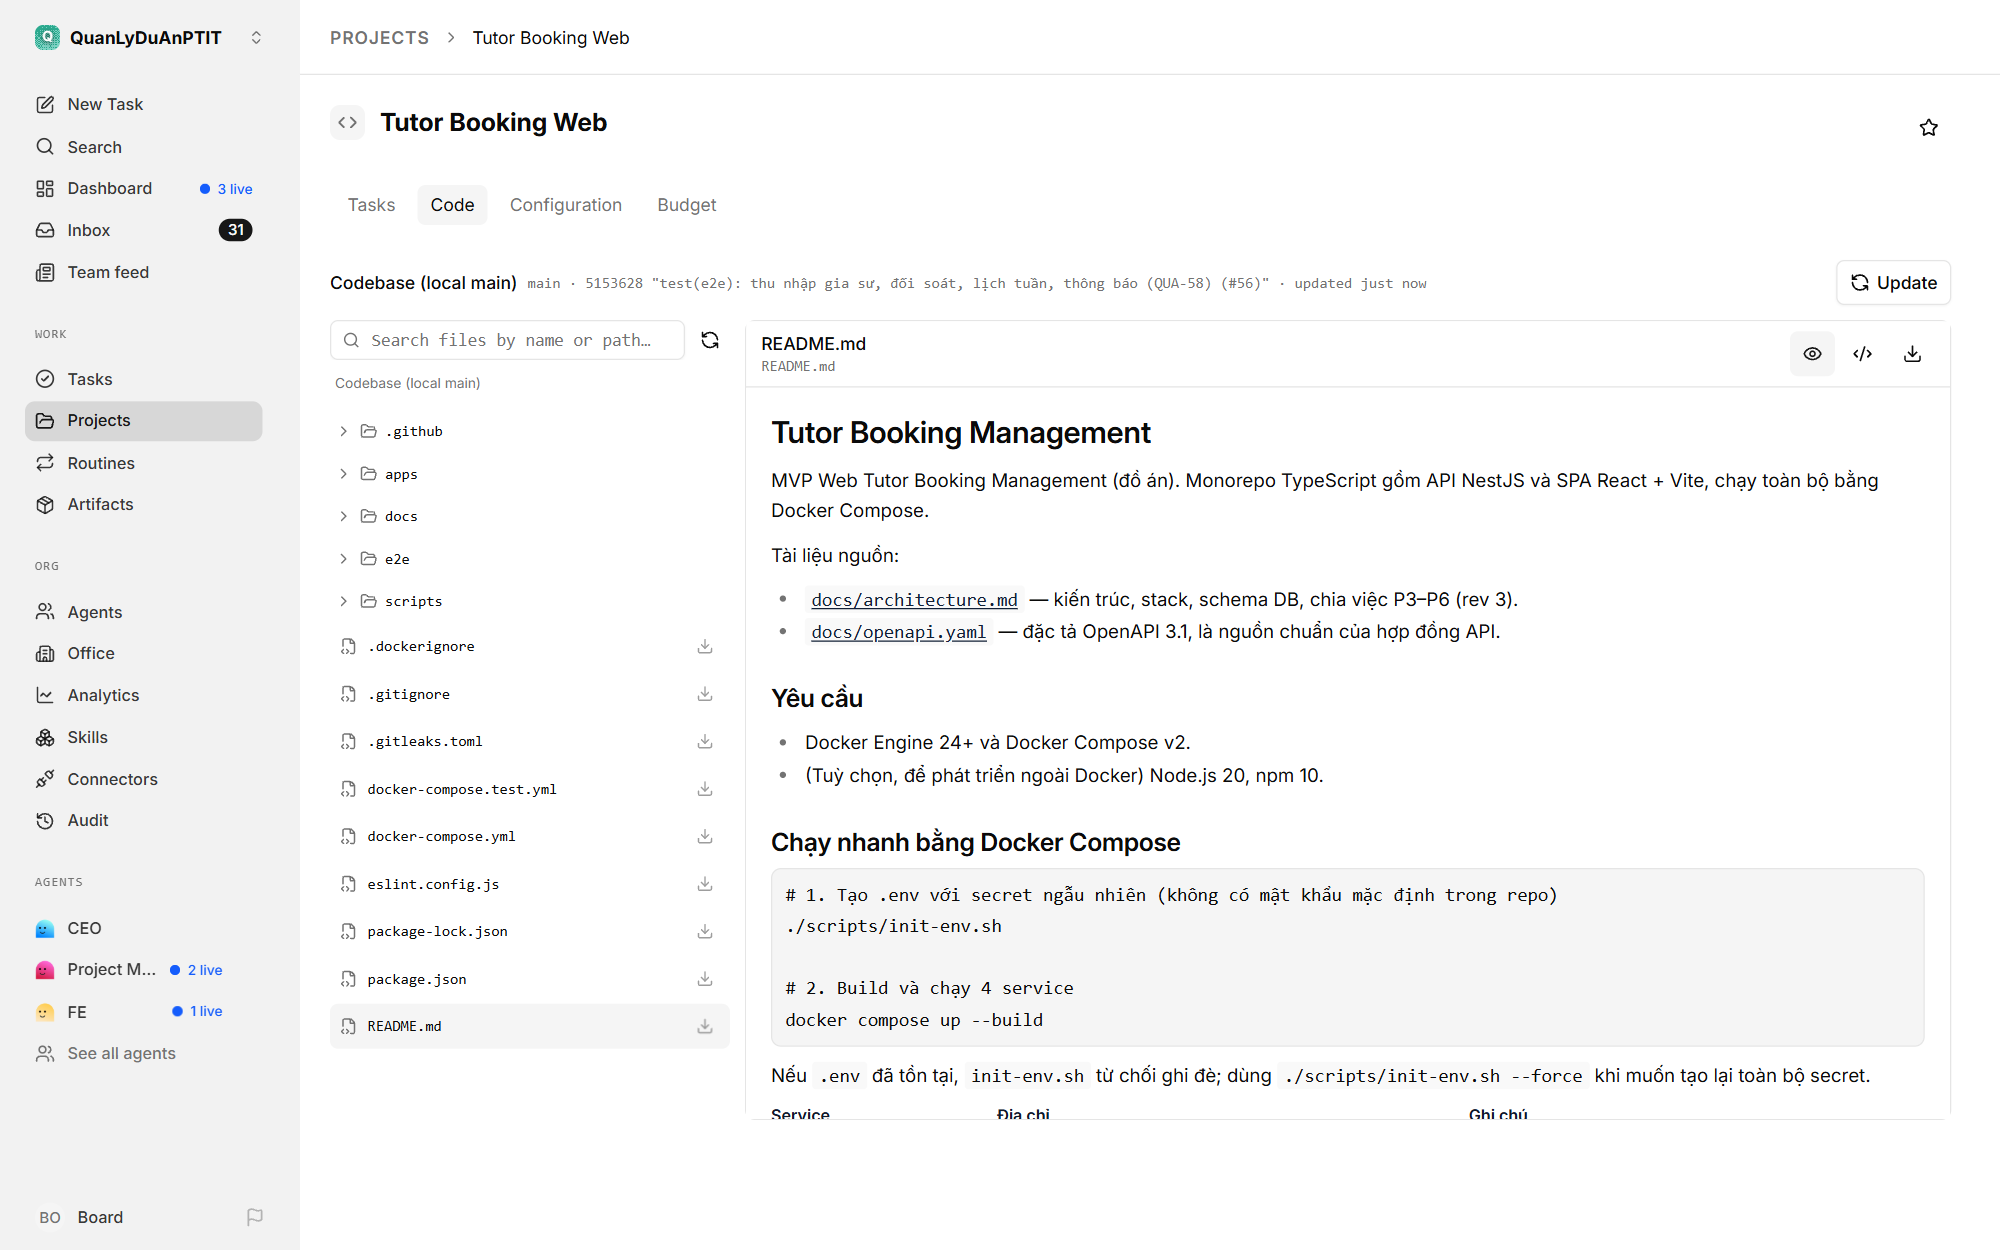 Q QuanLyDuAnPTIT
New Task
Search
Dashboard 3 live
Inbox 31
Team feed
WORK
Tasks
Projects
Routines
Artifacts
ORG
Agents
Office
Analytics
Skills
Connectors
Audit
AGENTS
CEO
Project M... 2 live
FE 1 live
See all agents
BO Board
PROJECTS Tutor Booking Web
Tutor Booking Web
Tasks Code Configuration Budget
Codebase (local main) main · 5153628 "test(e2e): thu nhập gia sư, đối soát, lịch tuần, thông báo (QUA-58) (#56)" · updated just now
Update
Search files by name or path…
Codebase (local main)
.github
apps
docs
e2e
scripts
.dockerignore
.gitignore
.gitleaks.toml
docker-compose.test.yml
docker-compose.yml
eslint.config.js
package-lock.json
package.json
README.md
README.md
README.md
Tutor Booking Management
MVP Web Tutor Booking Management (đồ án). Monorepo TypeScript gồm API NestJS và SPA React + Vite, chạy toàn bộ bằng
Docker Compose.
Tài liệu nguồn:
docs/architecture.md — kiến trúc, stack, schema DB, chia việc P3–P6 (rev 3).
docs/openapi.yaml — đặc tả OpenAPI 3.1, là nguồn chuẩn của hợp đồng API.
Yêu cầu
Docker Engine 24+ và Docker Compose v2.
(Tuỳ chọn, để phát triển ngoài Docker) Node.js 20, npm 10.
Chạy nhanh bằng Docker Compose
# 1. Tạo .env với secret ngẫu nhiên (không có mật khẩu mặc định trong repo)
./scripts/init-env.sh
# 2. Build và chạy 4 service
docker compose up --build
Nếu .env đã tồn tại, init-env.sh từ chối ghi đè; dùng ./scripts/init-env.sh --force khi muốn tạo lại toàn bộ secret.
Service Địa chỉ Ghi chú